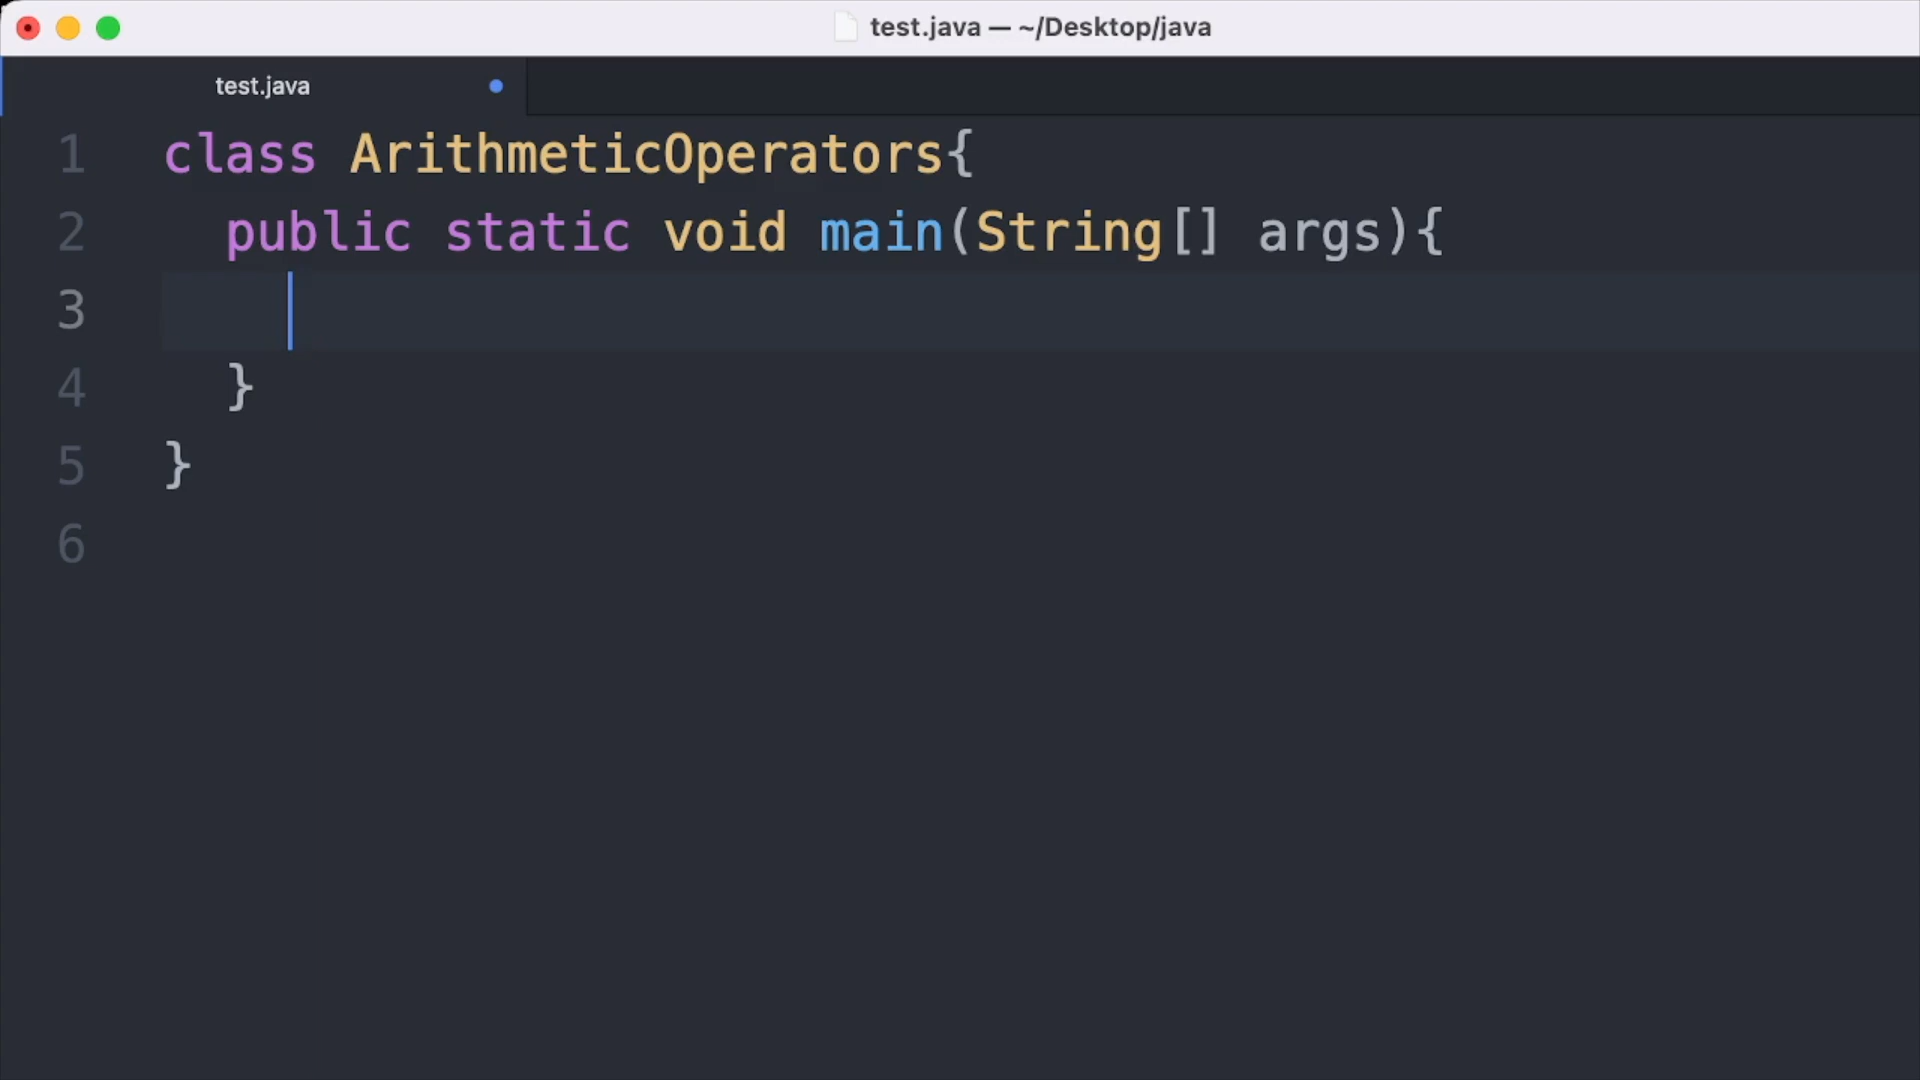 test.java — ~/Desktop/java
test.java
1 class ArithmeticOperators{
2   public static void main(String[] args){
3
4   }
5 }
6